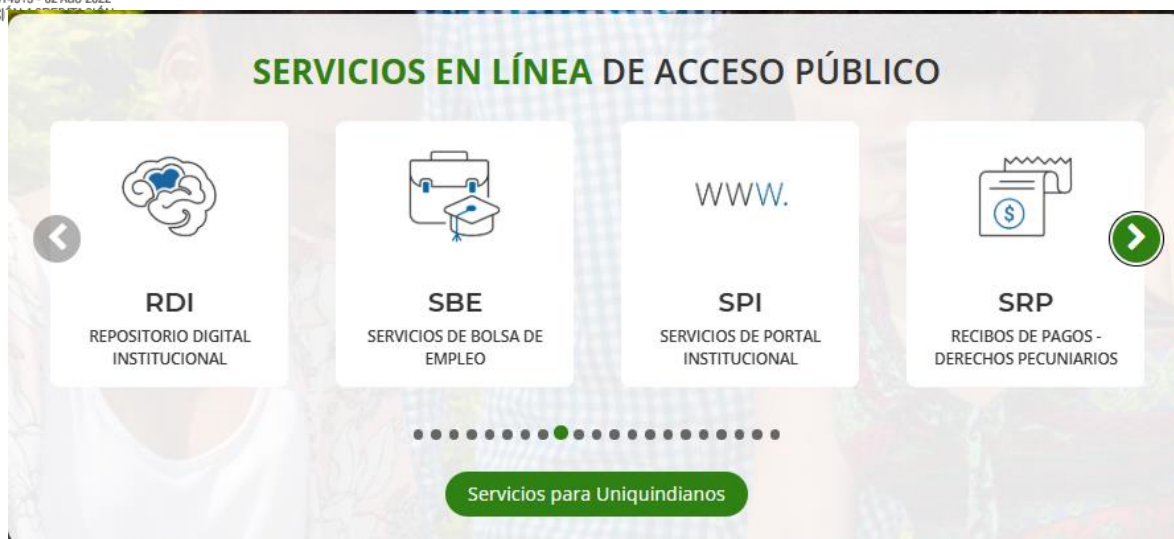 SERVICIOS EN LÍNEA DE ACCESO PÚBLICO
WWW.
$
RDI
REPOSITORIO DIGITAL
INSTITUCIONAL
SBE
SERVICIOS DE BOLSA DE
EMPLEO
SPI
SERVICIOS DE PORTAL
INSTITUCIONAL
SRP
RECIBOS DE PAGOS -
DERECHOS PECUNIARIOS
Servicios para Uniquindianos